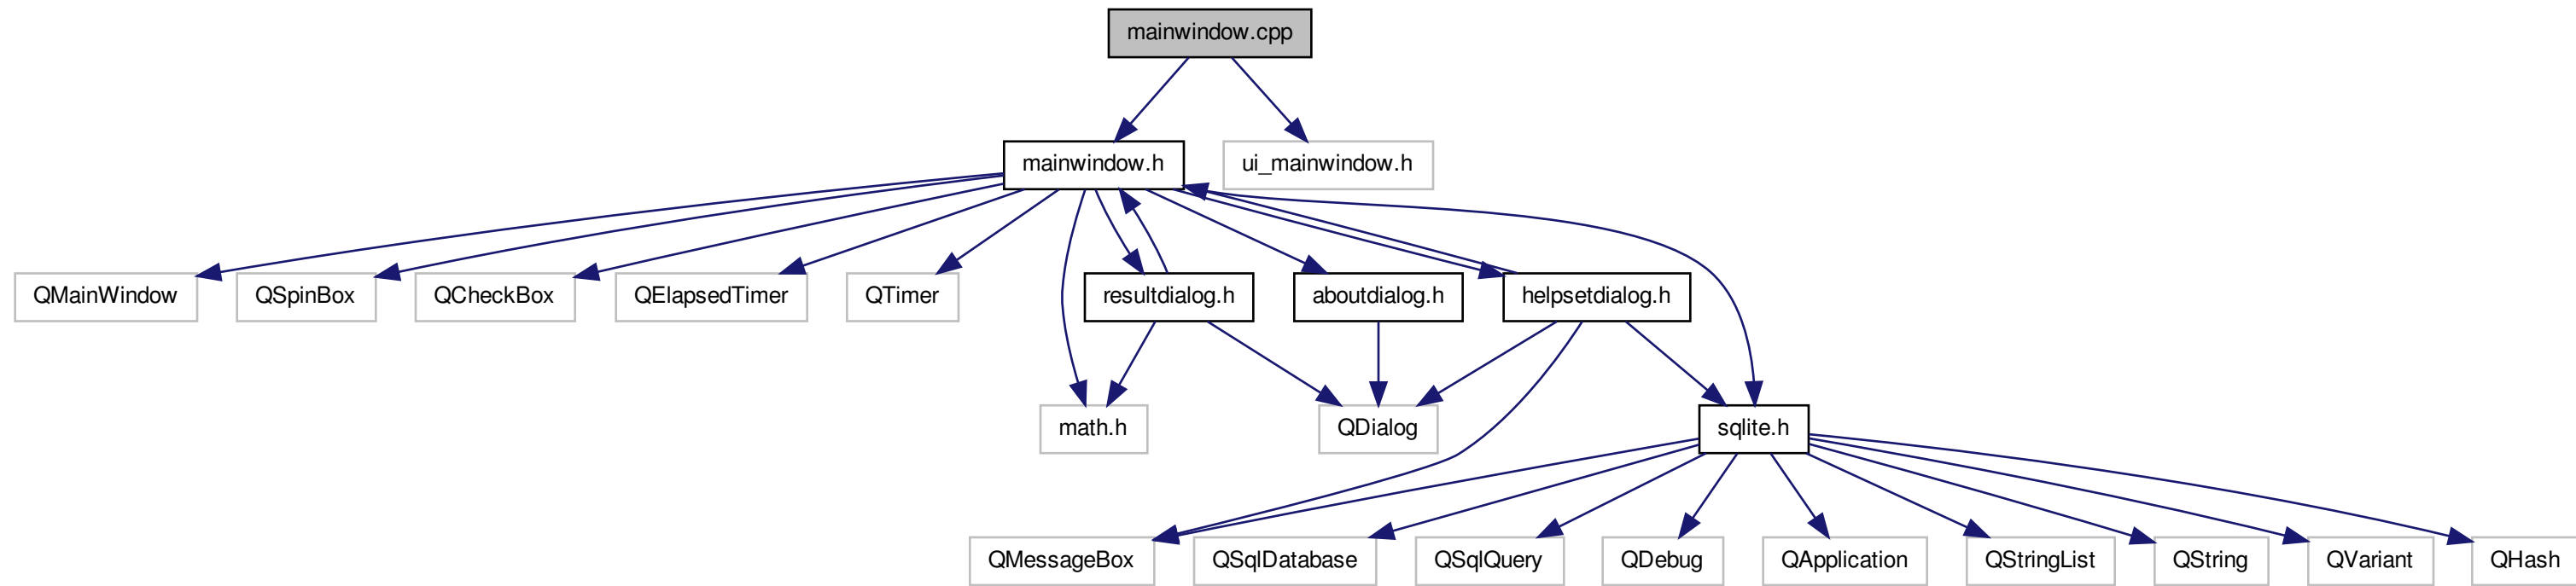 mainwindow.cpp
mainwindow.h
ui_mainwindow.h
QMainWindow
QSpinBox
QCheckBox
QElapsedTimer
QTimer
resultdialog.h
aboutdialog.h
helpsetdialog.h
math.h
QDialog
sqlite.h
QMessageBox
QSqlDatabase
QSqlQuery
QDebug
QApplication
QStringList
QString
QVariant
QHash